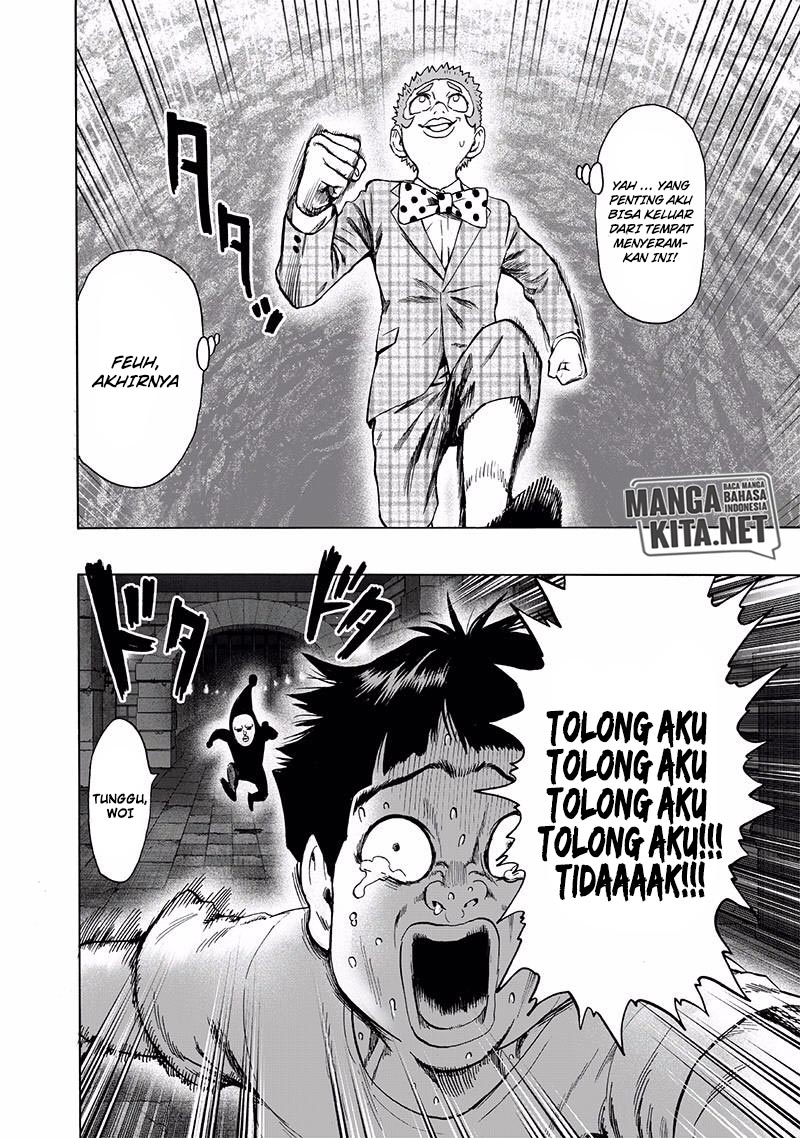 YAH ... YANG
PENTING AKU
BISA KELUAR
DARI TEMPAT
MENYERAM-
KAN INI!
タタタッ
FEUH,
AKHIRNYA
MANGA
KITA.NET
BACA MANGA
BAHASA
INDONESIA
ドタ
ドタ
TOLONG AKU
TOLONG AKU
TOLONG AKU
TOLONG AKU!!!
TIDAAAAK!!!
TUNGGU,
WOI